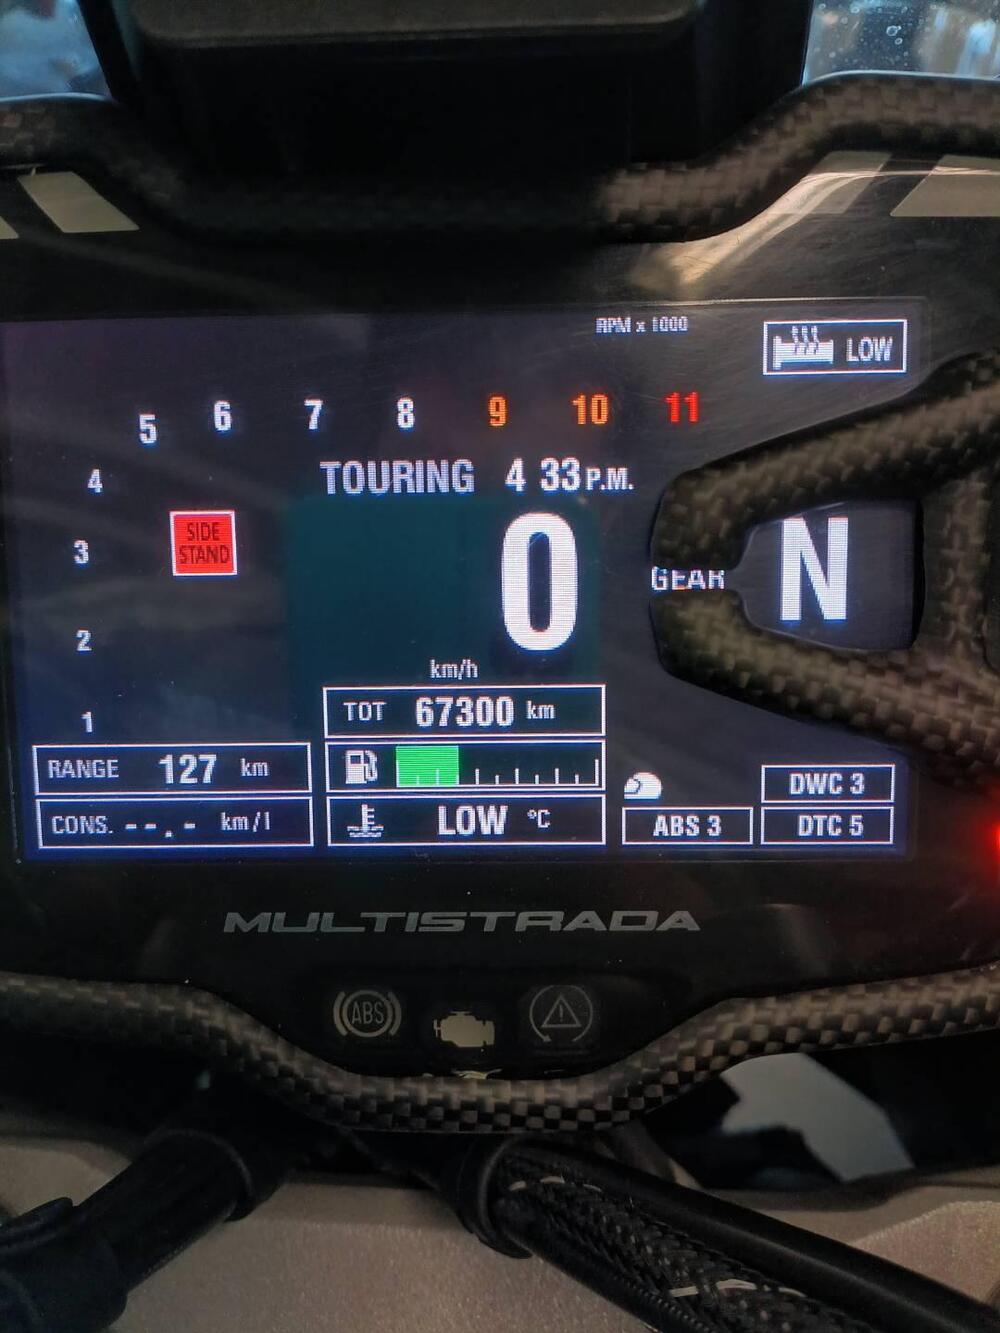 RPM x 1000
LOW
5 6 7 8 9 10 11
4
TOURING 4 33 P.M.
3
SIDE
STAND
0
GEAR
N
2
km/h
1
TOT 67300 km
RANGE 127 km
CONS. --.- km/l
LOW °C
DWC 3
ABS 3
DTC 5
MULTISTRADA
ABS